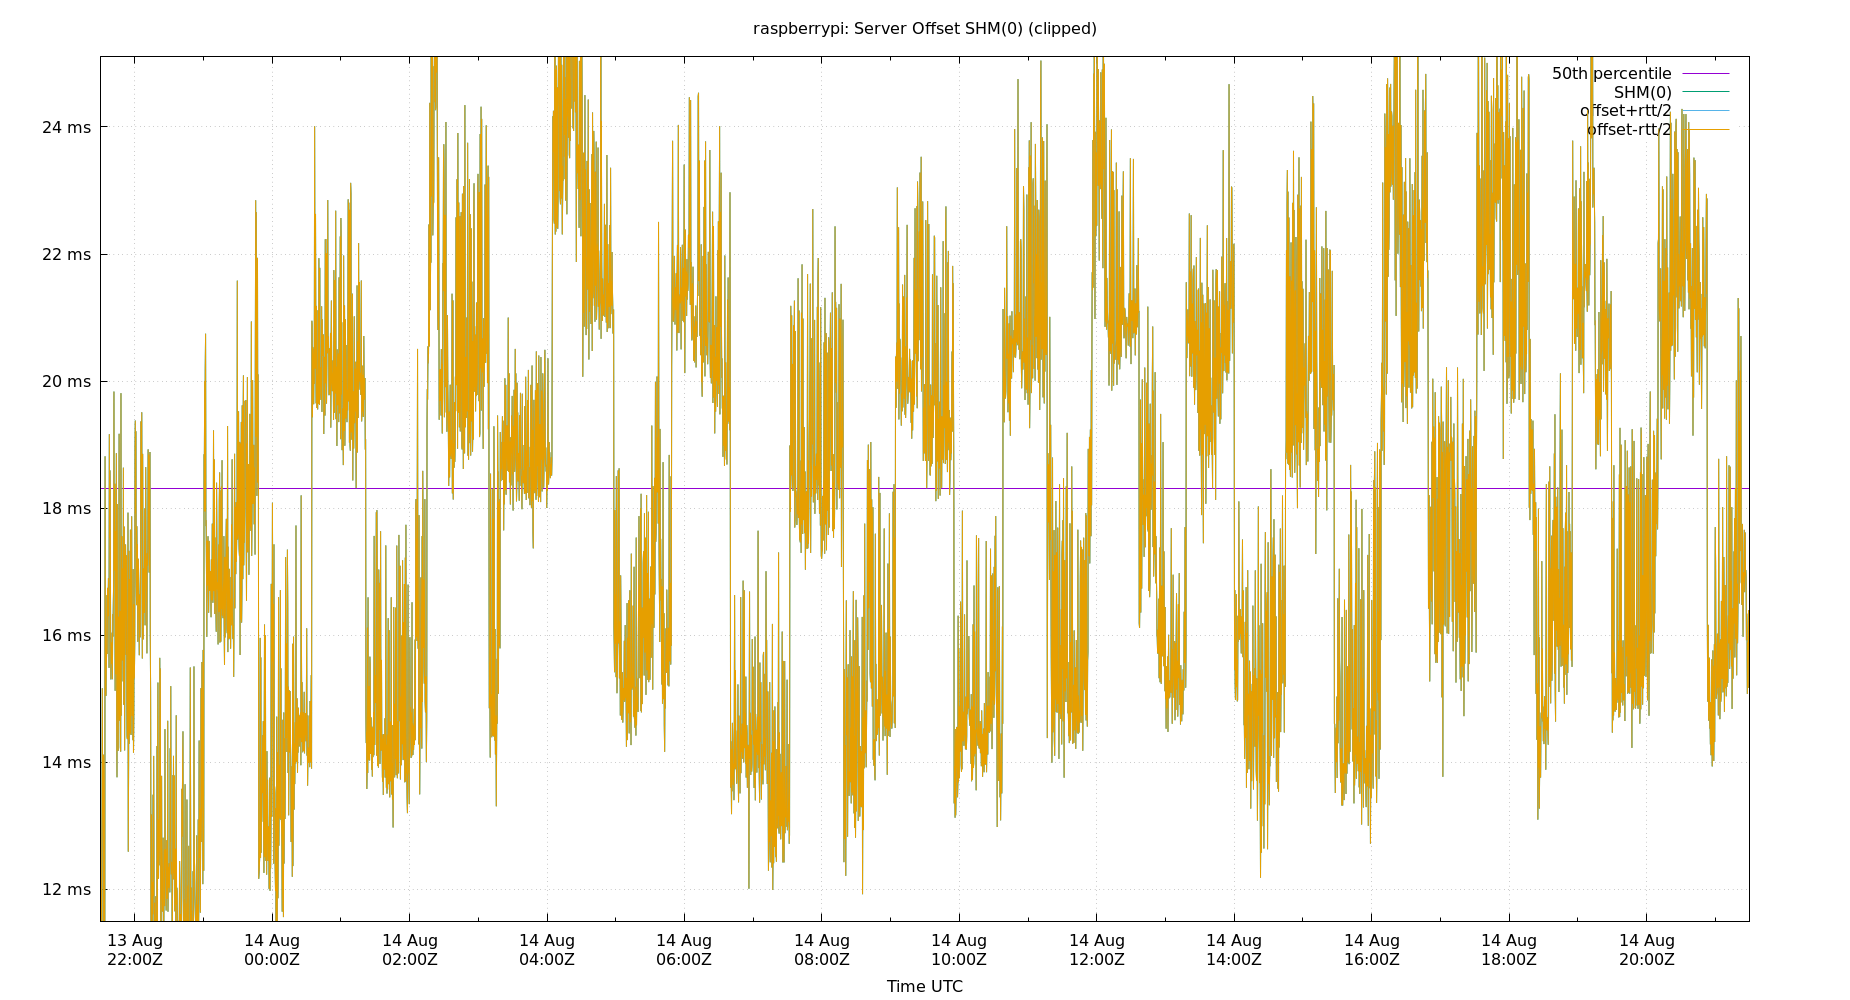 raspberrypi: Server Offset SHM(0) (clipped)
50th percentile
SHM(0)
offset+rtt/2
offset-rtt/2
24 ms
22 ms
20 ms
18 ms
16 ms
14 ms
12 ms
13 Aug 14 Aug 14 Aug 14 Aug 14 Aug 14 Aug 14 Aug 14 Aug 14 Aug 14 Aug 14 Aug 14 Aug
22:00Z 00:00Z 02:00Z 04:00Z 06:00Z 08:00Z 10:00Z 12:00Z 14:00Z 16:00Z 18:00Z 20:00Z
Time UTC